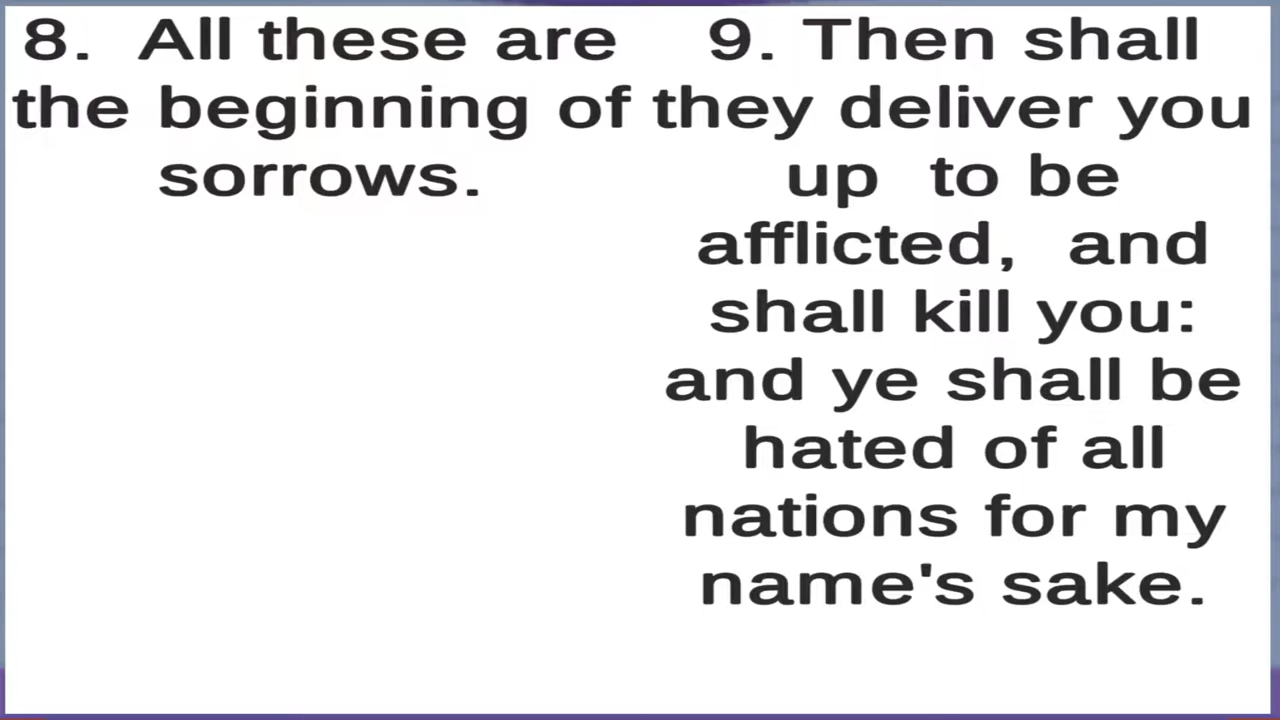 8. All these are
the beginning of
sorrows.
9. Then shall
they deliver you
up to be
afflicted, and
shall kill you:
and ye shall be
hated of all
nations for my
name's sake.